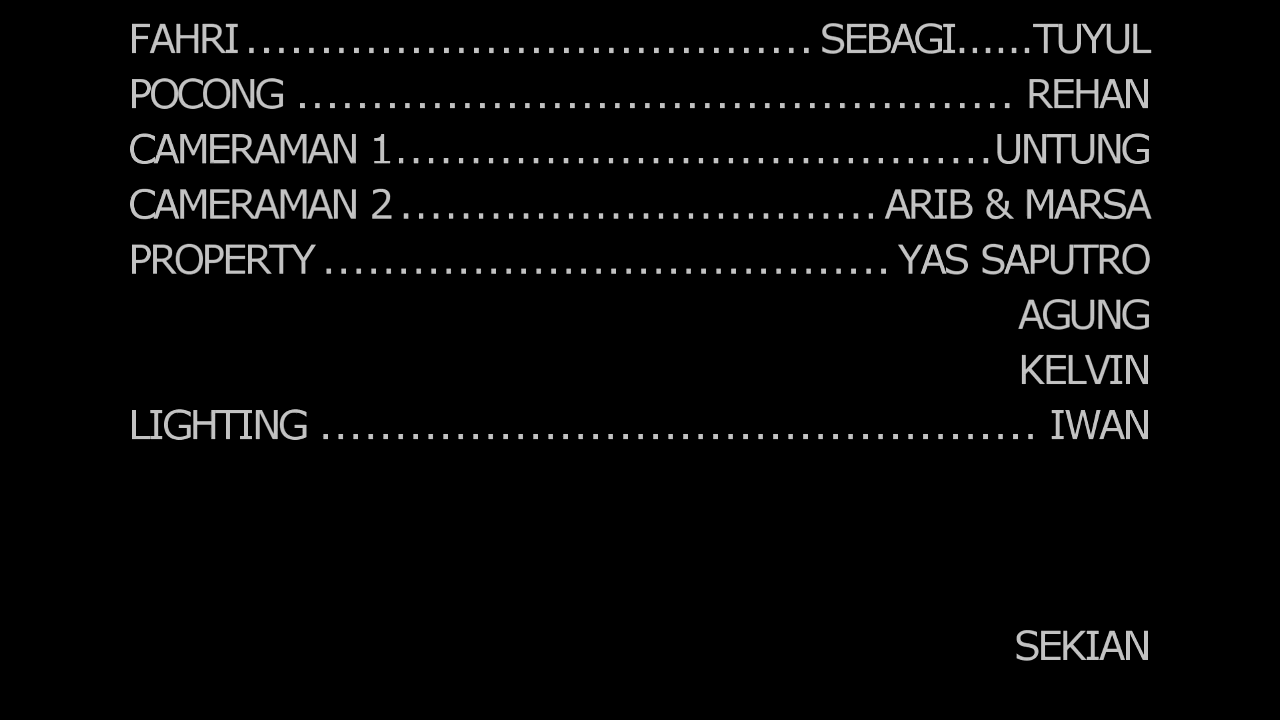 FAHRI ...................................... SEBAGI......TUYUL
POCONG ................................................ REHAN
CAMERAMAN 1........................................UNTUNG
CAMERAMAN 2 ................................ ARIB & MARSA
PROPERTY ...................................... YAS SAPUTRO
AGUNG
KELVIN
LIGHTING ................................................ IWAN
SEKIAN